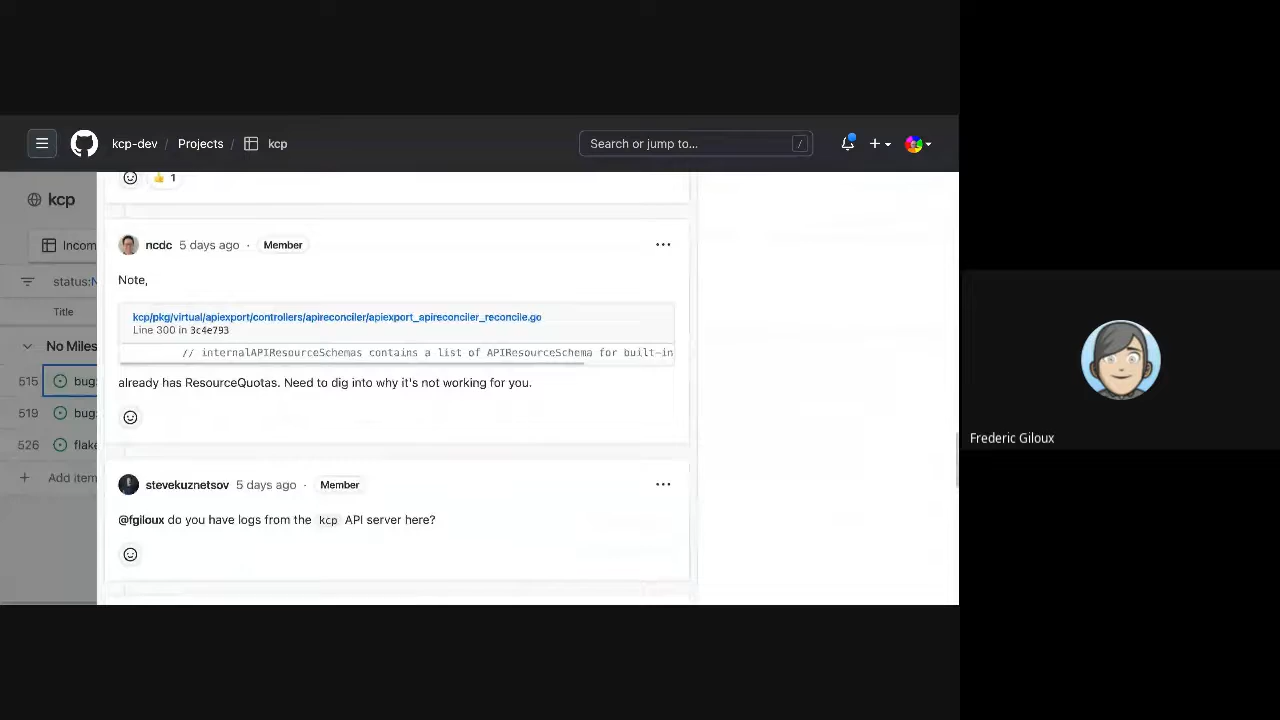 kcp-dev / Projects / kcp
Search or jump to... /
kcp
Incom
status:N
Title
No Miles
515 bug:
519 bug:
526 flake
Add item
1
ncdc 5 days ago · Member
Note,
kcp/pkg/virtual/apiexport/controllers/apireconciler/apiexport_apireconciler_reconcile.go
Line 300 in 3c4e793
// internalAPIResourceSchemas contains a list of APIResourceSchema for built-in
already has ResourceQuotas. Need to dig into why it's not working for you.
stevekuznetsov 5 days ago · Member
@fgiloux do you have logs from the kcp API server here?
Frederic Giloux